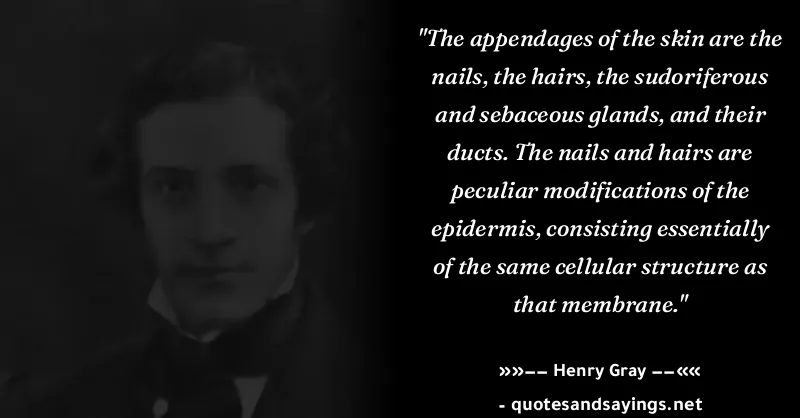 "The appendages of the skin are the
nails, the hairs, the sudoriferous
and sebaceous glands, and their
ducts. The nails and hairs are
peculiar modifications of the
epidermis, consisting essentially
of the same cellular structure as
that membrane."
»»−− Henry Gray −−««
- quotesandsayings.net